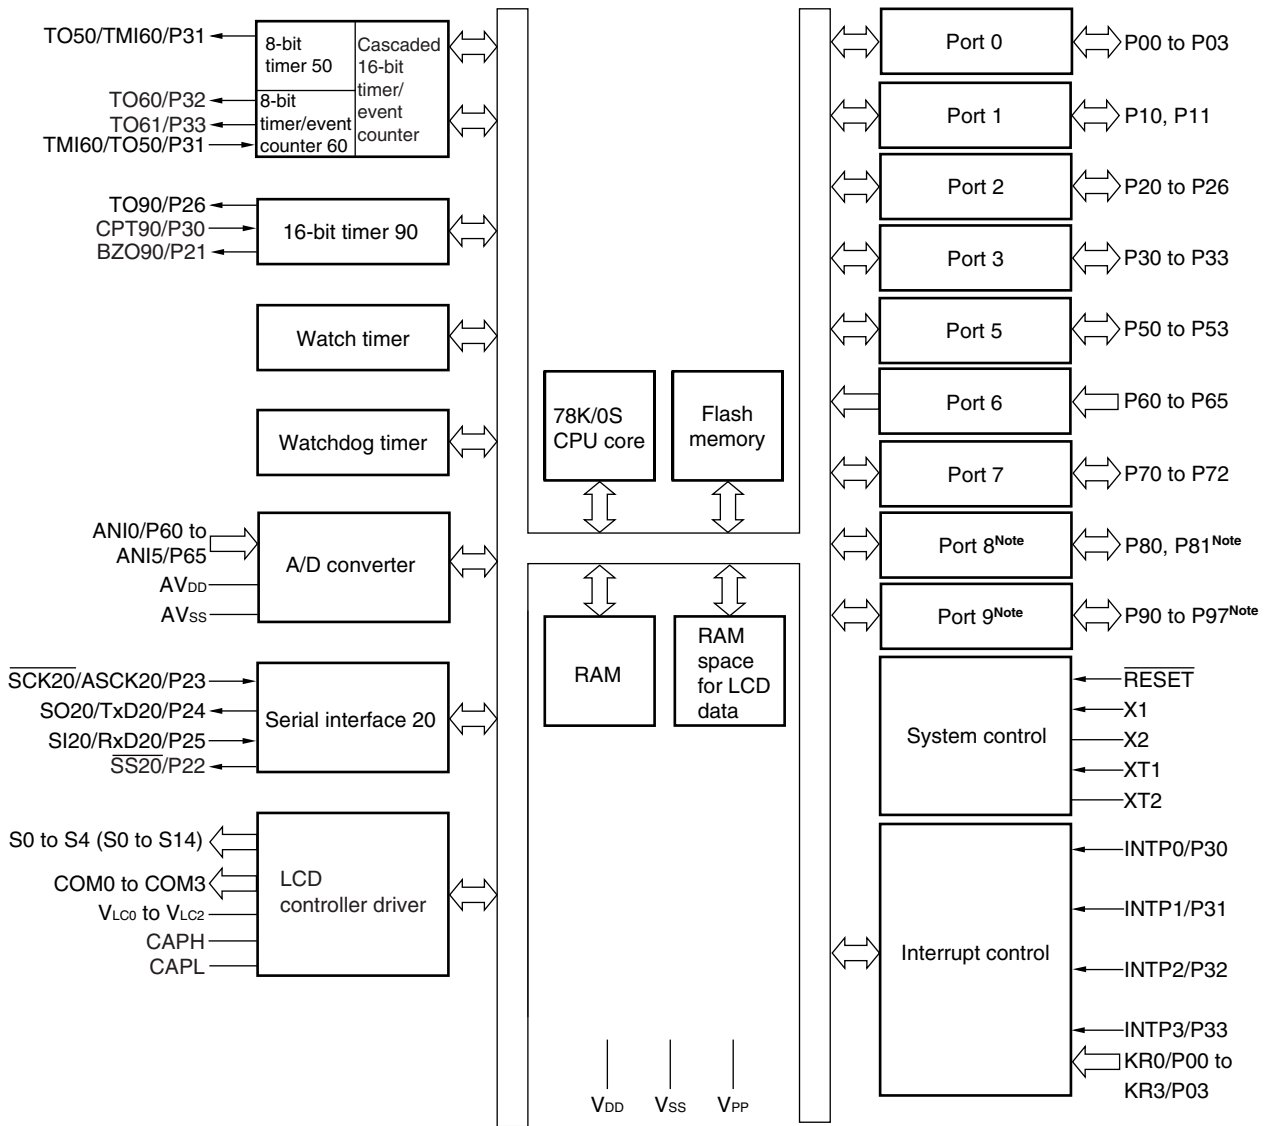 TO50/TMI60/P31
TO60/P32
TO61/P33
TMI60/TO50/P31
8-bit
timer 50
8-bit
timer/event
counter 60
Cascaded
16-bit
timer/
event
counter
TO90/P26
CPT90/P30
BZO90/P21
16-bit timer 90
Watch timer
Watchdog timer
ANI0/P60 to
ANI5/P65
AVDD
AVSS
A/D converter
SCK20/ASCK20/P23
SO20/TxD20/P24
SI20/RxD20/P25
SS20/P22
Serial interface 20
S0 to S4 (S0 to S14)
COM0 to COM3
VLC0 to VLC2
CAPH
CAPL
LCD
controller driver
78K/0S
CPU core
Flash
memory
RAM
RAM
space
for LCD
data
VDD
VSS
VPP
Port 0
P00 to P03
Port 1
P10, P11
Port 2
P20 to P26
Port 3
P30 to P33
Port 5
P50 to P53
Port 6
P60 to P65
Port 7
P70 to P72
Port 8Note
P80, P81Note
Port 9Note
P90 to P97Note
System control
RESET
X1
X2
XT1
XT2
Interrupt control
INTP0/P30
INTP1/P31
INTP2/P32
INTP3/P33
KR0/P00 to
KR3/P03